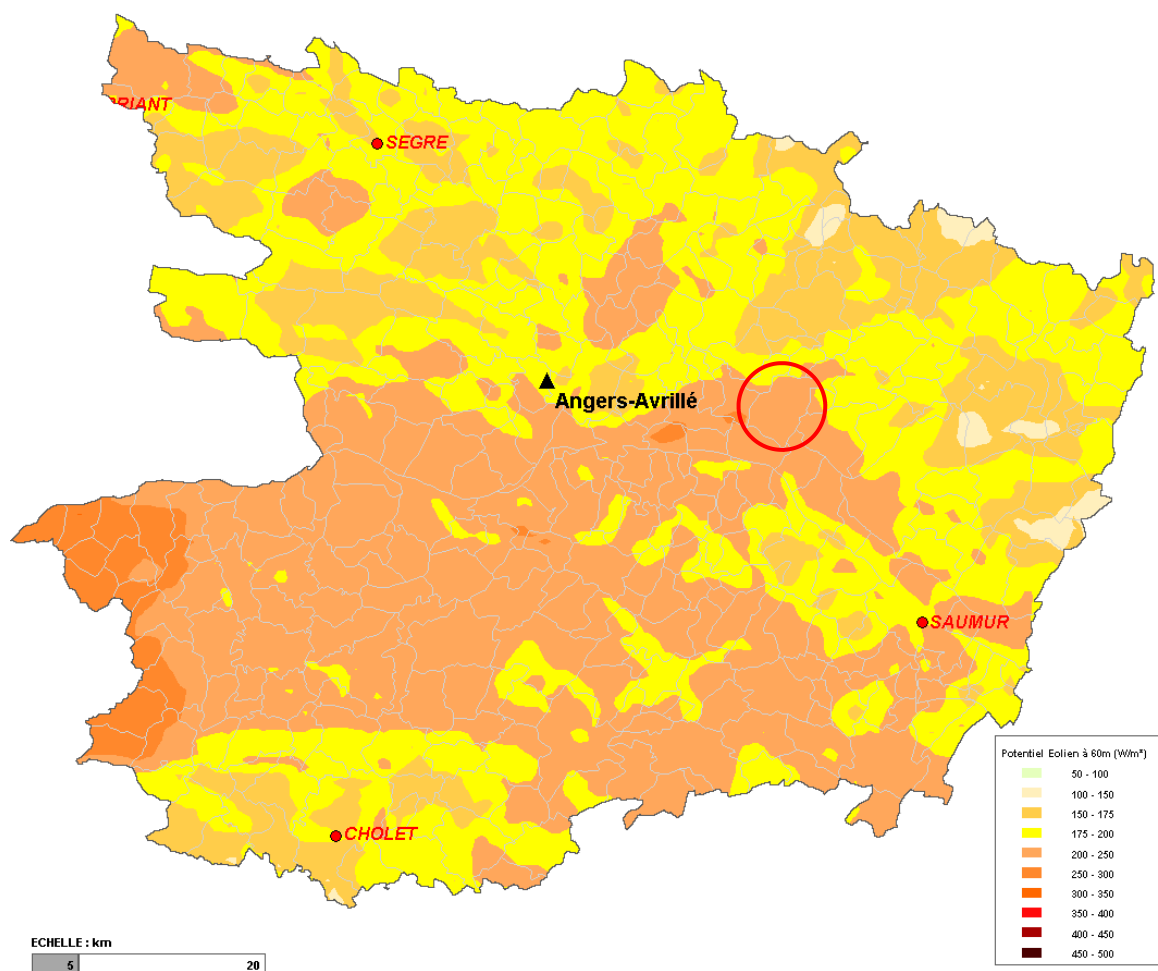 ORIANT
SEGRE
Angers-Avrillé
SAUMUR
CHOLET
Potentiel Eolien à 60m (W/m²)
50 - 100
100 - 150
150 - 175
175 - 200
200 - 250
250 - 300
300 - 350
350 - 400
400 - 450
450 - 500
ECHELLE : km
5 20